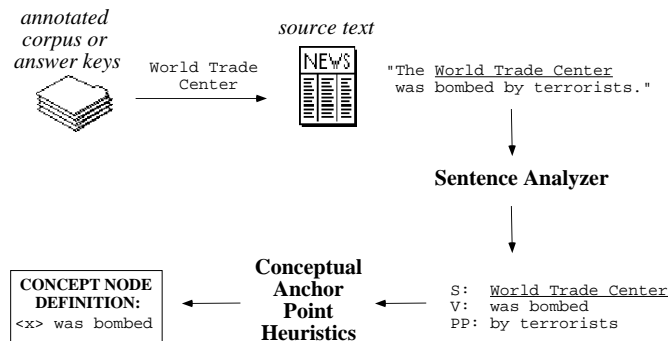 annotated
corpus or
answer keys
World Trade
Center
source text
NEWS
"The World Trade Center
was bombed by terrorists."
Sentence Analyzer
S: World Trade Center
V: was bombed
PP: by terrorists
Conceptual
Anchor
Point
Heuristics
CONCEPT NODE
DEFINITION:
<x> was bombed